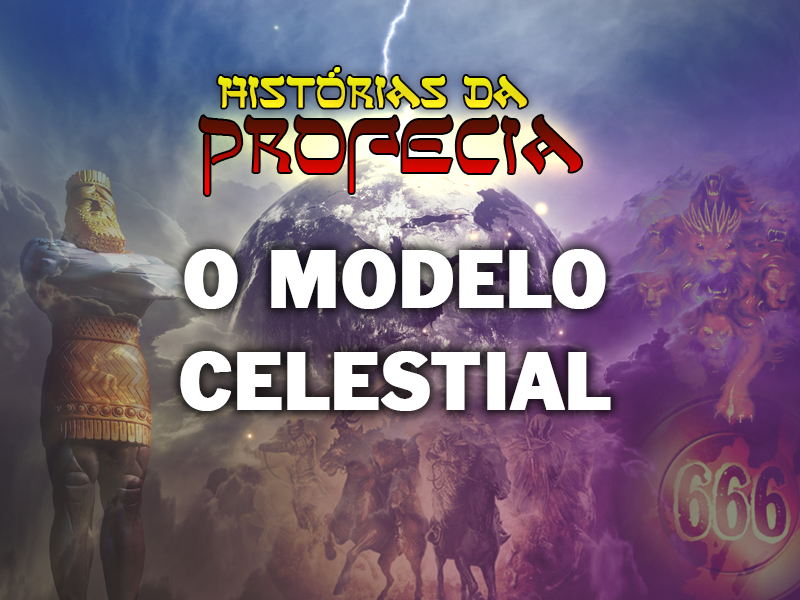 HISTÓRIAS DA
PROFECIA
O MODELO
CELESTIAL
666